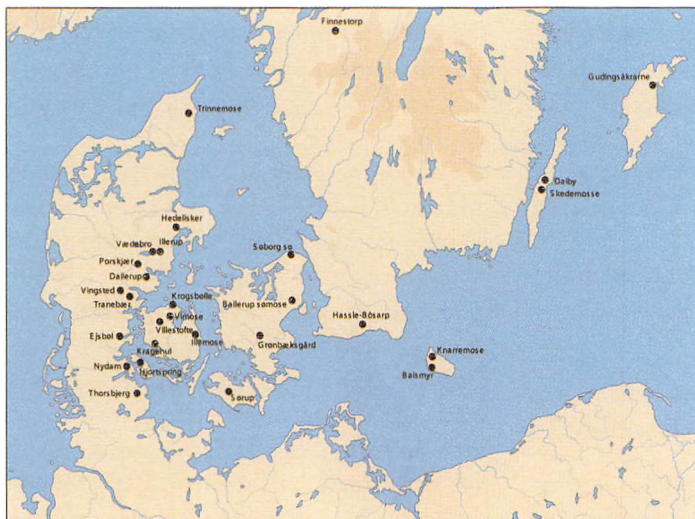 Finnestorp
Gudingsåkrarne
Trinnemose
Dalby
Skedemosse
Hedelisker
Vædebro
Illerup
Søborg sø
Porskjær
Dallerup
Vingsted
Tranebær
Krogsbølle
Ballerup sømose
Vimose
Villestofte
Hassle-Bösarp
Ejsbøl
Illemose
Grønbæksgård
Kragehul
Knarremose
Nydam
Hjortspring
Balsmyr
Thorsbjerg
Sørup